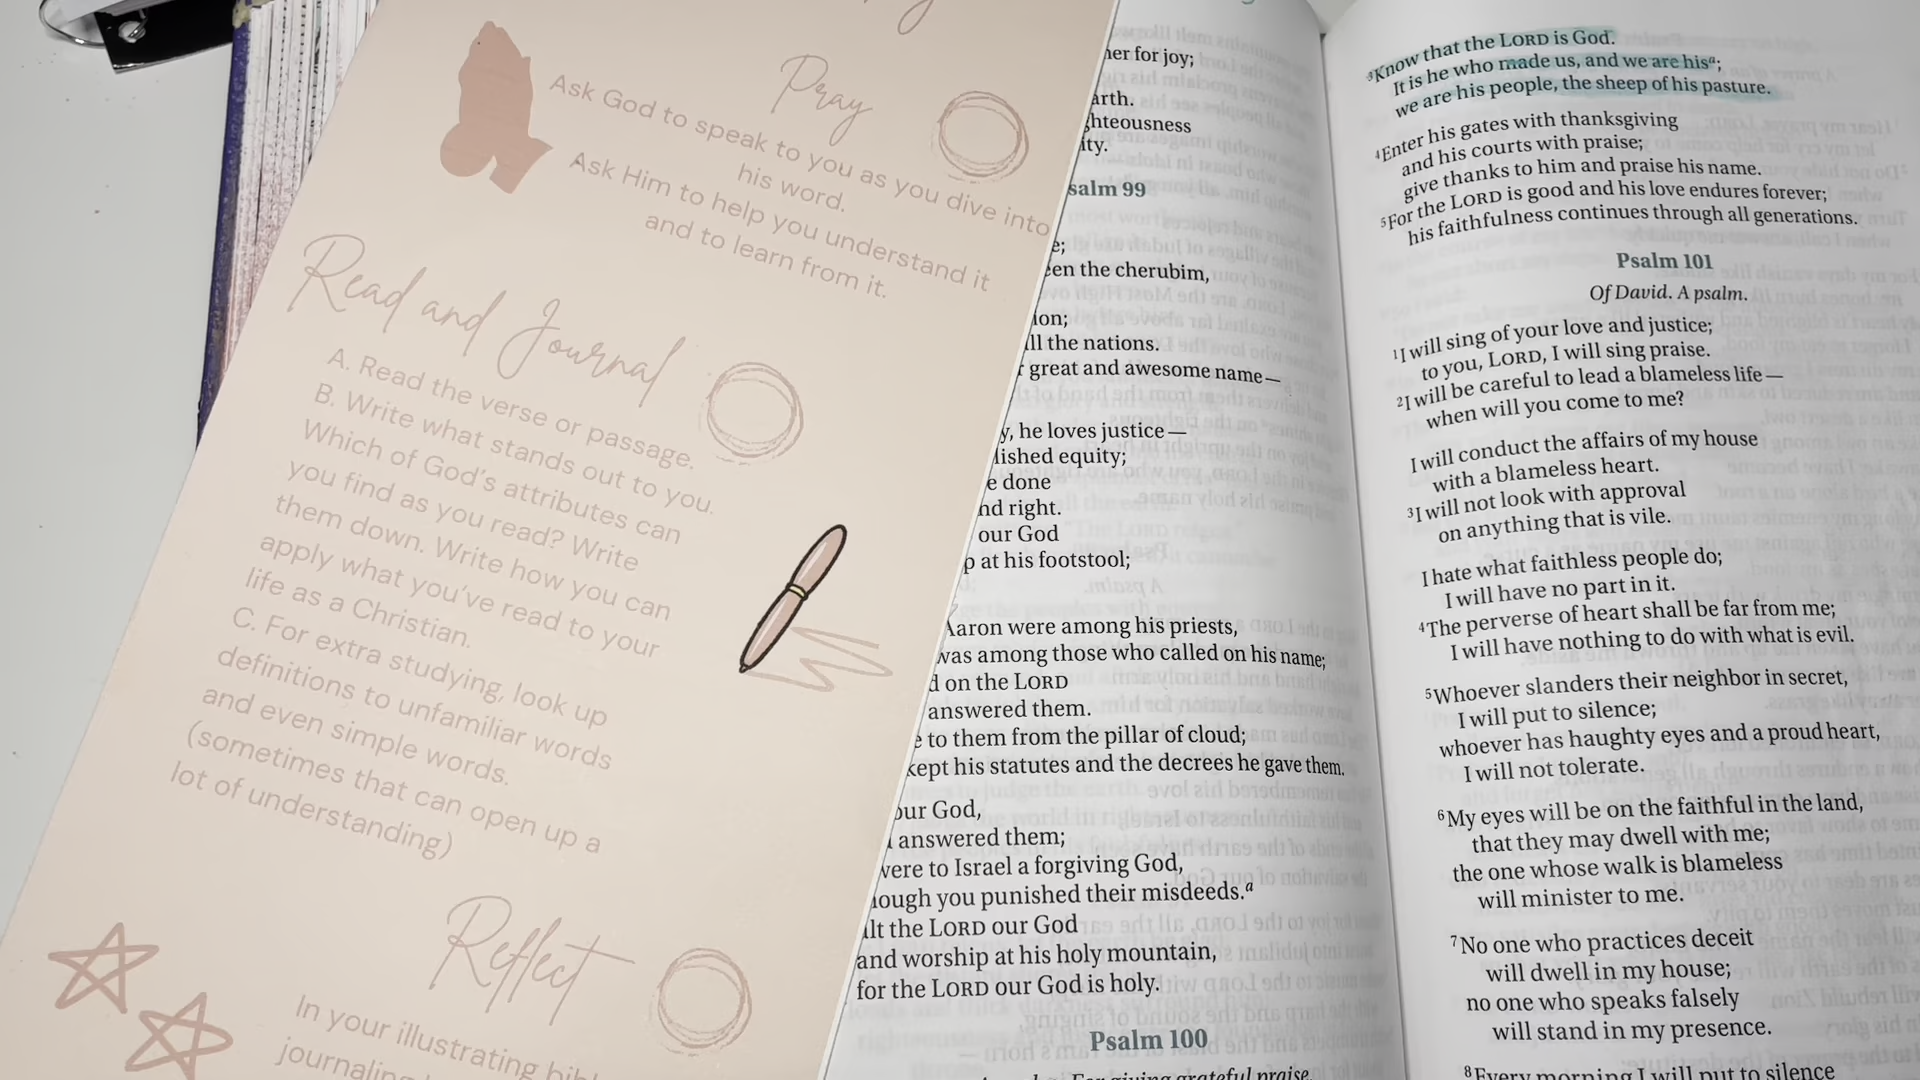 Pray
Ask God to speak to you as you dive into
his word.
Ask Him to help you understand it
and to learn from it.
Read and Journal
A. Read the verse or passage.
B. Write what stands out to you.
Which of God's attributes can
you find as you read? Write
them down. Write how you can
apply what you've read to your
life as a Christian.
C. For extra studying, look up
definitions to unfamiliar words
and even simple words.
(sometimes that can open up a
lot of understanding)
Reflect
In your illustrating
journaling
for joy;
99
the cherubim,
the nations.
great and awesome name—
he loves justice—
equity;
done
right.
our God
at his footstool;
Aaron were among his priests,
was among those who called on his name;
on the LORD
answered them.
to them from the pillar of cloud;
kept his statutes and the decrees he gave them.
our God,
answered them;
were to Israel a forgiving God,
you punished their misdeeds.a
the LORD our God
and worship at his holy mountain,
for the LORD our God is holy.
Psalm 100
For giving grateful praise.
3Know that the LORD is God.
It is he who made us, and we are hisa;
we are his people, the sheep of his pasture.
4Enter his gates with thanksgiving
and his courts with praise;
give thanks to him and praise his name.
5For the LORD is good and his love endures forever;
his faithfulness continues through all generations.
Psalm 101
Of David. A psalm.
1I will sing of your love and justice;
to you, LORD, I will sing praise.
2I will be careful to lead a blameless life—
when will you come to me?
I will conduct the affairs of my house
with a blameless heart.
3I will not look with approval
on anything that is vile.
I hate what faithless people do;
I will have no part in it.
4The perverse of heart shall be far from me;
I will have nothing to do with what is evil.
5Whoever slanders their neighbor in secret,
I will put to silence;
whoever has haughty eyes and a proud heart,
I will not tolerate.
6My eyes will be on the faithful in the land,
that they may dwell with me;
the one whose walk is blameless
will minister to me.
7No one who practices deceit
will dwell in my house;
no one who speaks falsely
will stand in my presence.
8Every morning I will put to silence